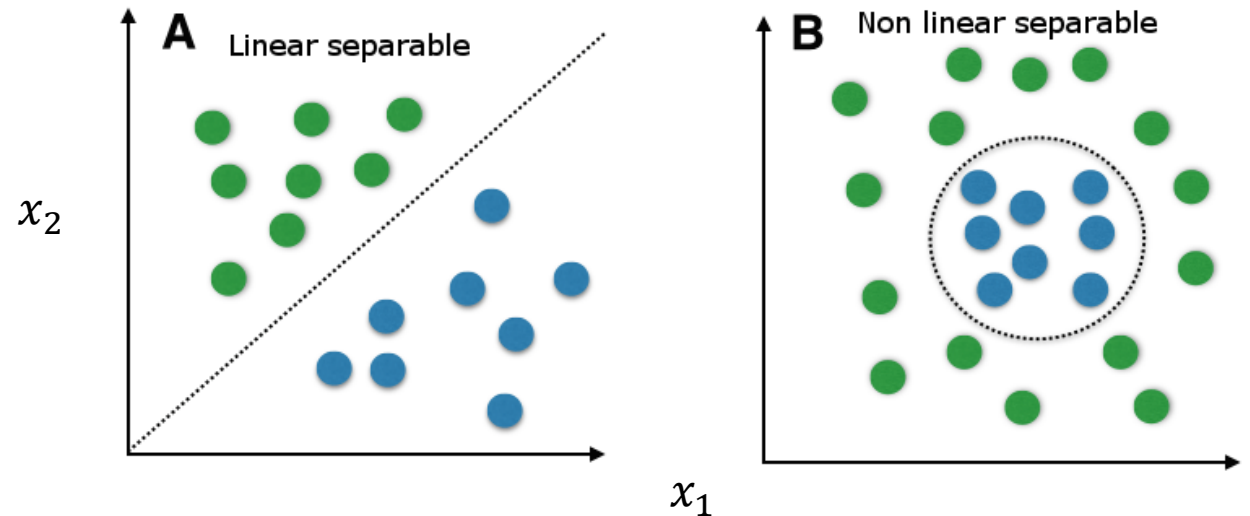 A
Linear separable
B
Non linear separable
x₂
x₁